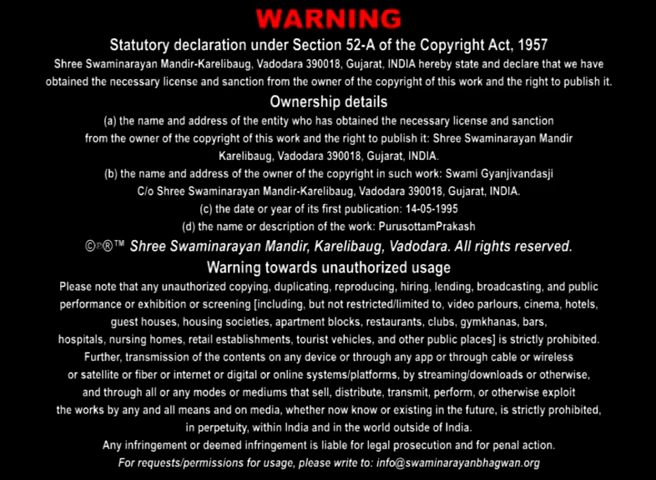 WARNING
Statutory declaration under Section 52-A of the Copyright Act, 1957
Shree Swaminarayan Mandir-Karelibaug, Vadodara 390018, Gujarat, INDIA hereby state and declare that we have
obtained the necessary license and sanction from the owner of the copyright of this work and the right to publish it.
Ownership details
(a) the name and address of the entity who has obtained the necessary license and sanction
from the owner of the copyright of this work and the right to publish it: Shree Swaminarayan Mandir
Karelibaug, Vadodara 390018, Gujarat, INDIA.
(b) the name and address of the owner of the copyright in such work: Swami Gyanjivandasji
C/o Shree Swaminarayan Mandir-Karelibaug, Vadodara 390018, Gujarat, INDIA.
(c) the date or year of its first publication: 14-05-1995
(d) the name or description of the work: PurusottamPrakash
©℗®™ Shree Swaminarayan Mandir, Karelibaug, Vadodara. All rights reserved.
Warning towards unauthorized usage
Please note that any unauthorized copying, duplicating, reproducing, hiring, lending, broadcasting, and public
performance or exhibition or screening [including, but not restricted/limited to, video parlours, cinema, hotels,
guest houses, housing societies, apartment blocks, restaurants, clubs, gymkhanas, bars,
hospitals, nursing homes, retail establishments, tourist vehicles, and other public places] is strictly prohibited.
Further, transmission of the contents on any device or through any app or through cable or wireless
or satellite or fiber or internet or digital or online systems/platforms, by streaming/downloads or otherwise,
and through all or any modes or mediums that sell, distribute, transmit, perform, or otherwise exploit
the works by any and all means and on media, whether now know or existing in the future, is strictly prohibited,
in perpetuity, within India and in the world outside of India.
Any infringement or deemed infringement is liable for legal prosecution and for penal action.
For requests/permissions for usage, please write to: info@swaminarayanbhagwan.org